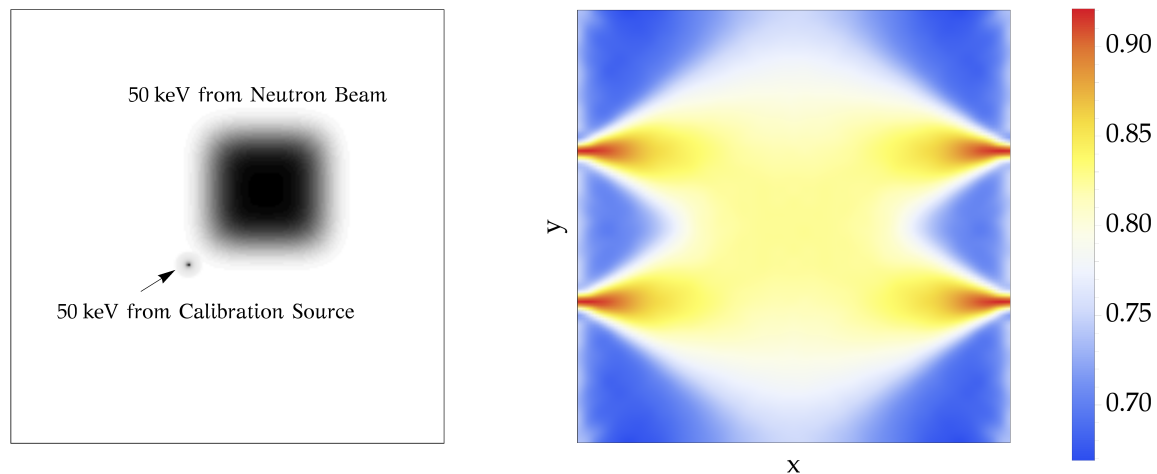 50 keV from Neutron Beam
50 keV from Calibration Source
y
x
0.90
0.85
0.80
0.75
0.70